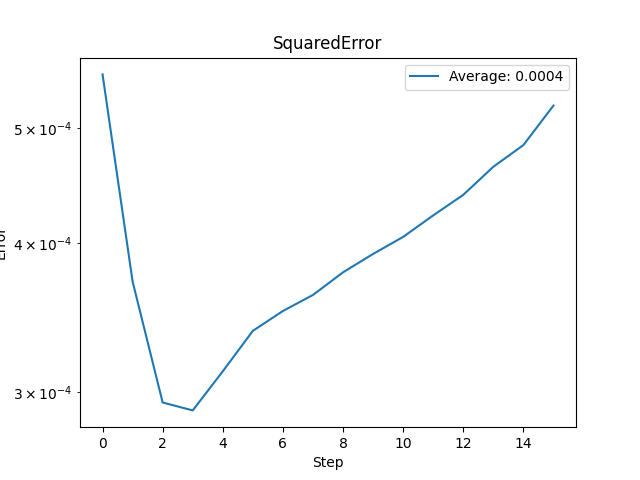 SquaredError
Average: 0.0004
Error
5 × 10⁻⁴
4 × 10⁻⁴
3 × 10⁻⁴
0 2 4 6 8 10 12 14
Step